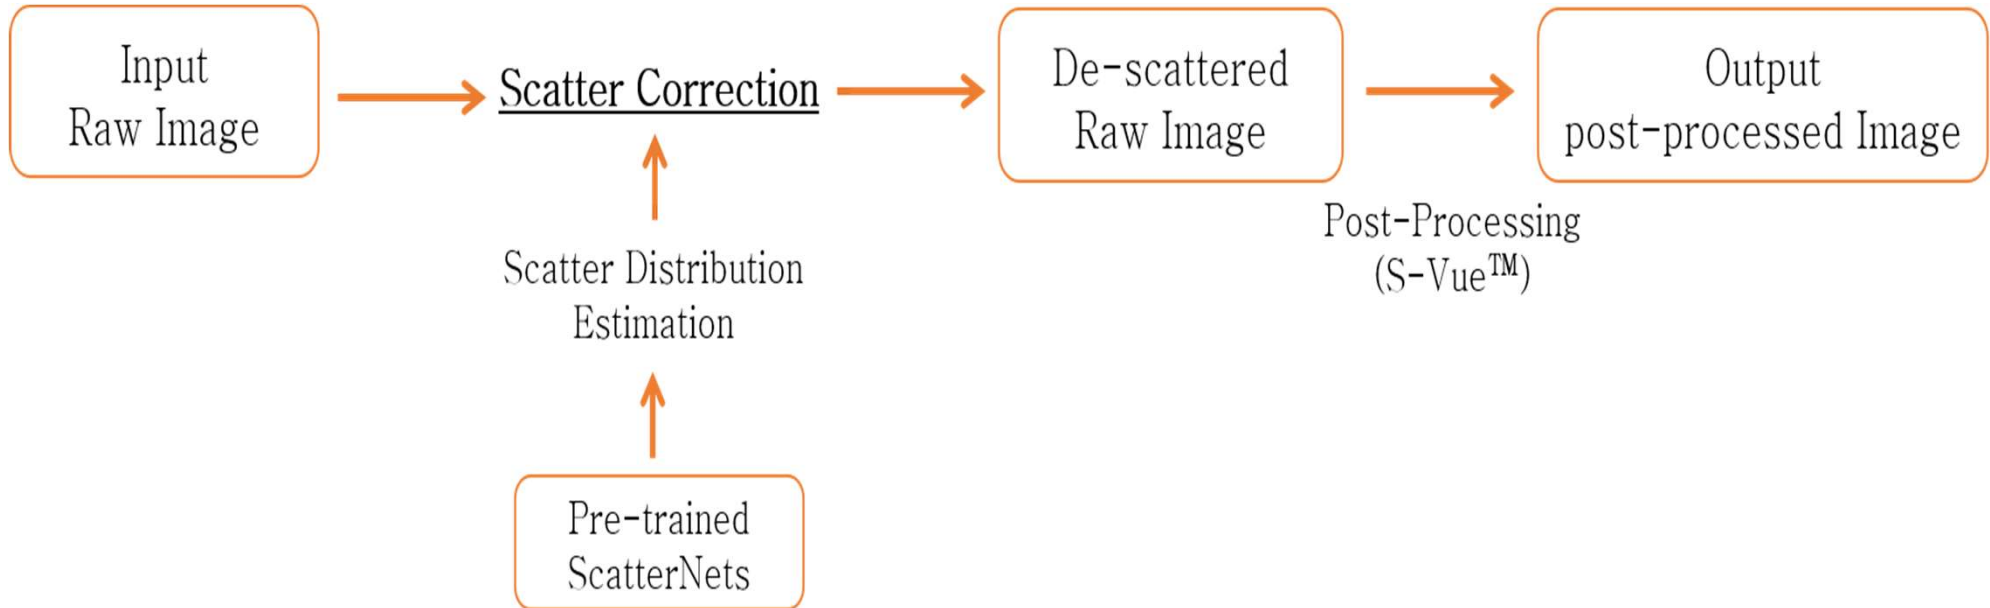 Input
Raw Image
Scatter Correction
De-scattered
Raw Image
Output
post-processed Image
Post-Processing
(S-Vue™)
Scatter Distribution
Estimation
Pre-trained
ScatterNets